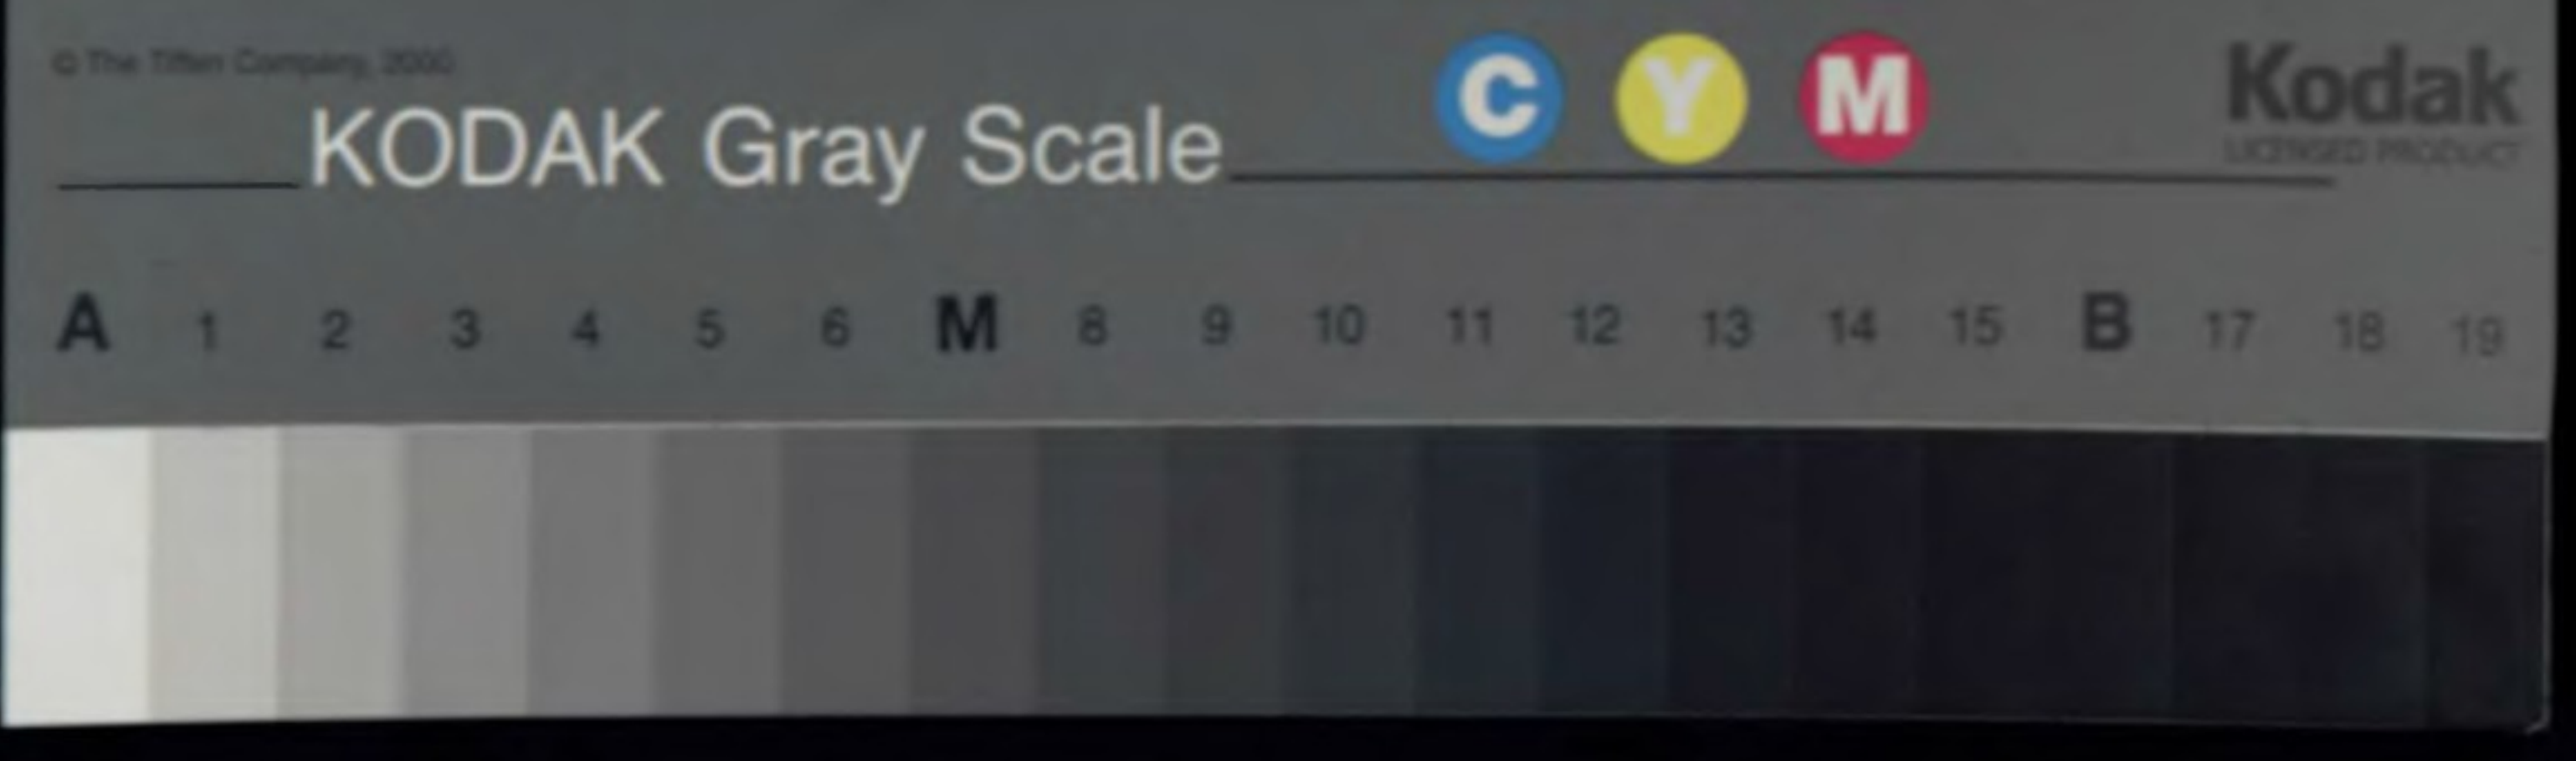 © The Tiffen Company, 2000
KODAK Gray Scale
C Y M
Kodak
LICENSED PRODUCT
A 1 2 3 4 5 6 M 8 9 10 11 12 13 14 15 B 17 18 19